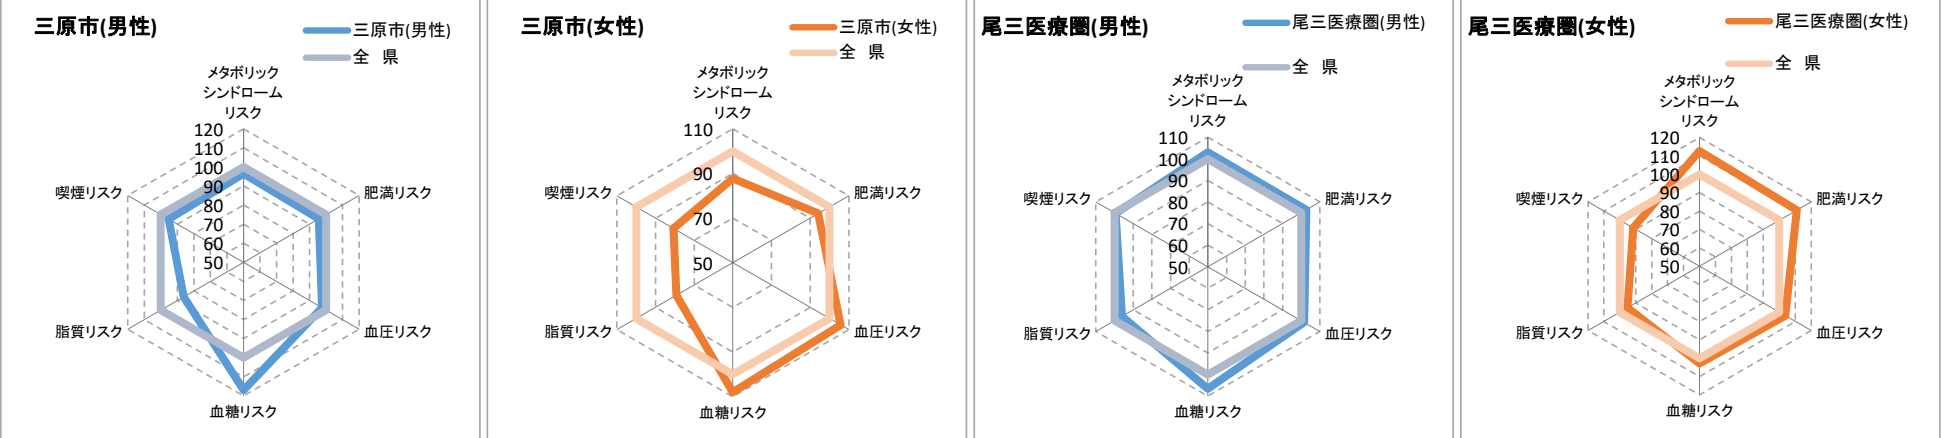 三原市(男性)
三原市(男性)
全 県
メタボリック
シンドローム
リスク
120
110
100
90
80
70
60
50
喫煙リスク
肥満リスク
脂質リスク
血圧リスク
血糖リスク
三原市(女性)
三原市(女性)
全 県
メタボリック
シンドローム
リスク
110
90
70
50
喫煙リスク
肥満リスク
脂質リスク
血圧リスク
血糖リスク
尾三医療圏(男性)
尾三医療圏(男性)
全 県
メタボリック
シンドローム
リスク
110
100
90
80
70
60
50
喫煙リスク
肥満リスク
脂質リスク
血圧リスク
血糖リスク
尾三医療圏(女性)
尾三医療圏(女性)
全 県
メタボリック
シンドローム
リスク
120
110
100
90
80
70
60
50
喫煙リスク
肥満リスク
脂質リスク
血圧リスク
血糖リスク